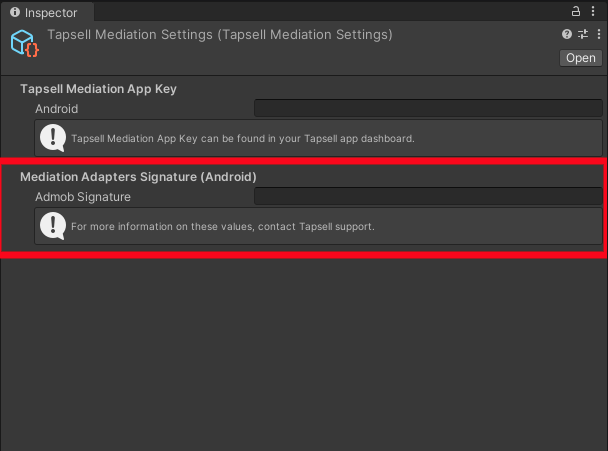 Inspector
Tapsell Mediation Settings (Tapsell Mediation Settings)
Open
Tapsell Mediation App Key
Android
Tapsell Mediation App Key can be found in your Tapsell app dashboard.
Mediation Adapters Signature (Android)
Admob Signature
For more information on these values, contact Tapsell support.